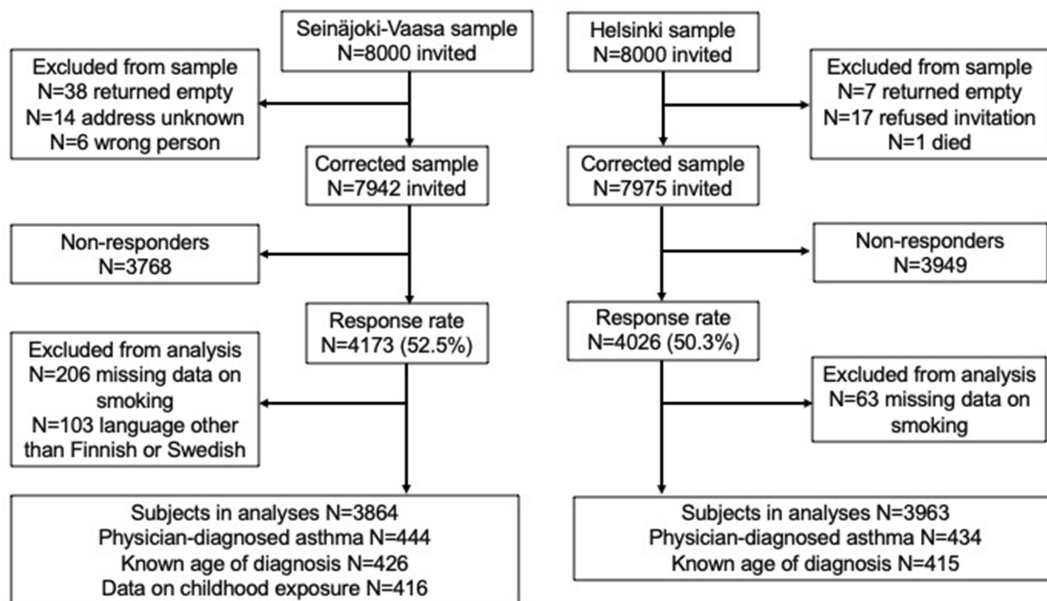 Seinäjoki-Vaasa sample
N=8000 invited
Excluded from sample
N=38 returned empty
N=14 address unknown
N=6 wrong person
Corrected sample
N=7942 invited
Non-responders
N=3768
Response rate
N=4173 (52.5%)
Excluded from analysis
N=206 missing data on
smoking
N=103 language other
than Finnish or Swedish
Subjects in analyses N=3864
Physician-diagnosed asthma N=444
Known age of diagnosis N=426
Data on childhood exposure N=416
Helsinki sample
N=8000 invited
Excluded from sample
N=7 returned empty
N=17 refused invitation
N=1 died
Corrected sample
N=7975 invited
Non-responders
N=3949
Response rate
N=4026 (50.3%)
Excluded from analysis
N=63 missing data on
smoking
Subjects in analyses N=3963
Physician-diagnosed asthma N=434
Known age of diagnosis N=415